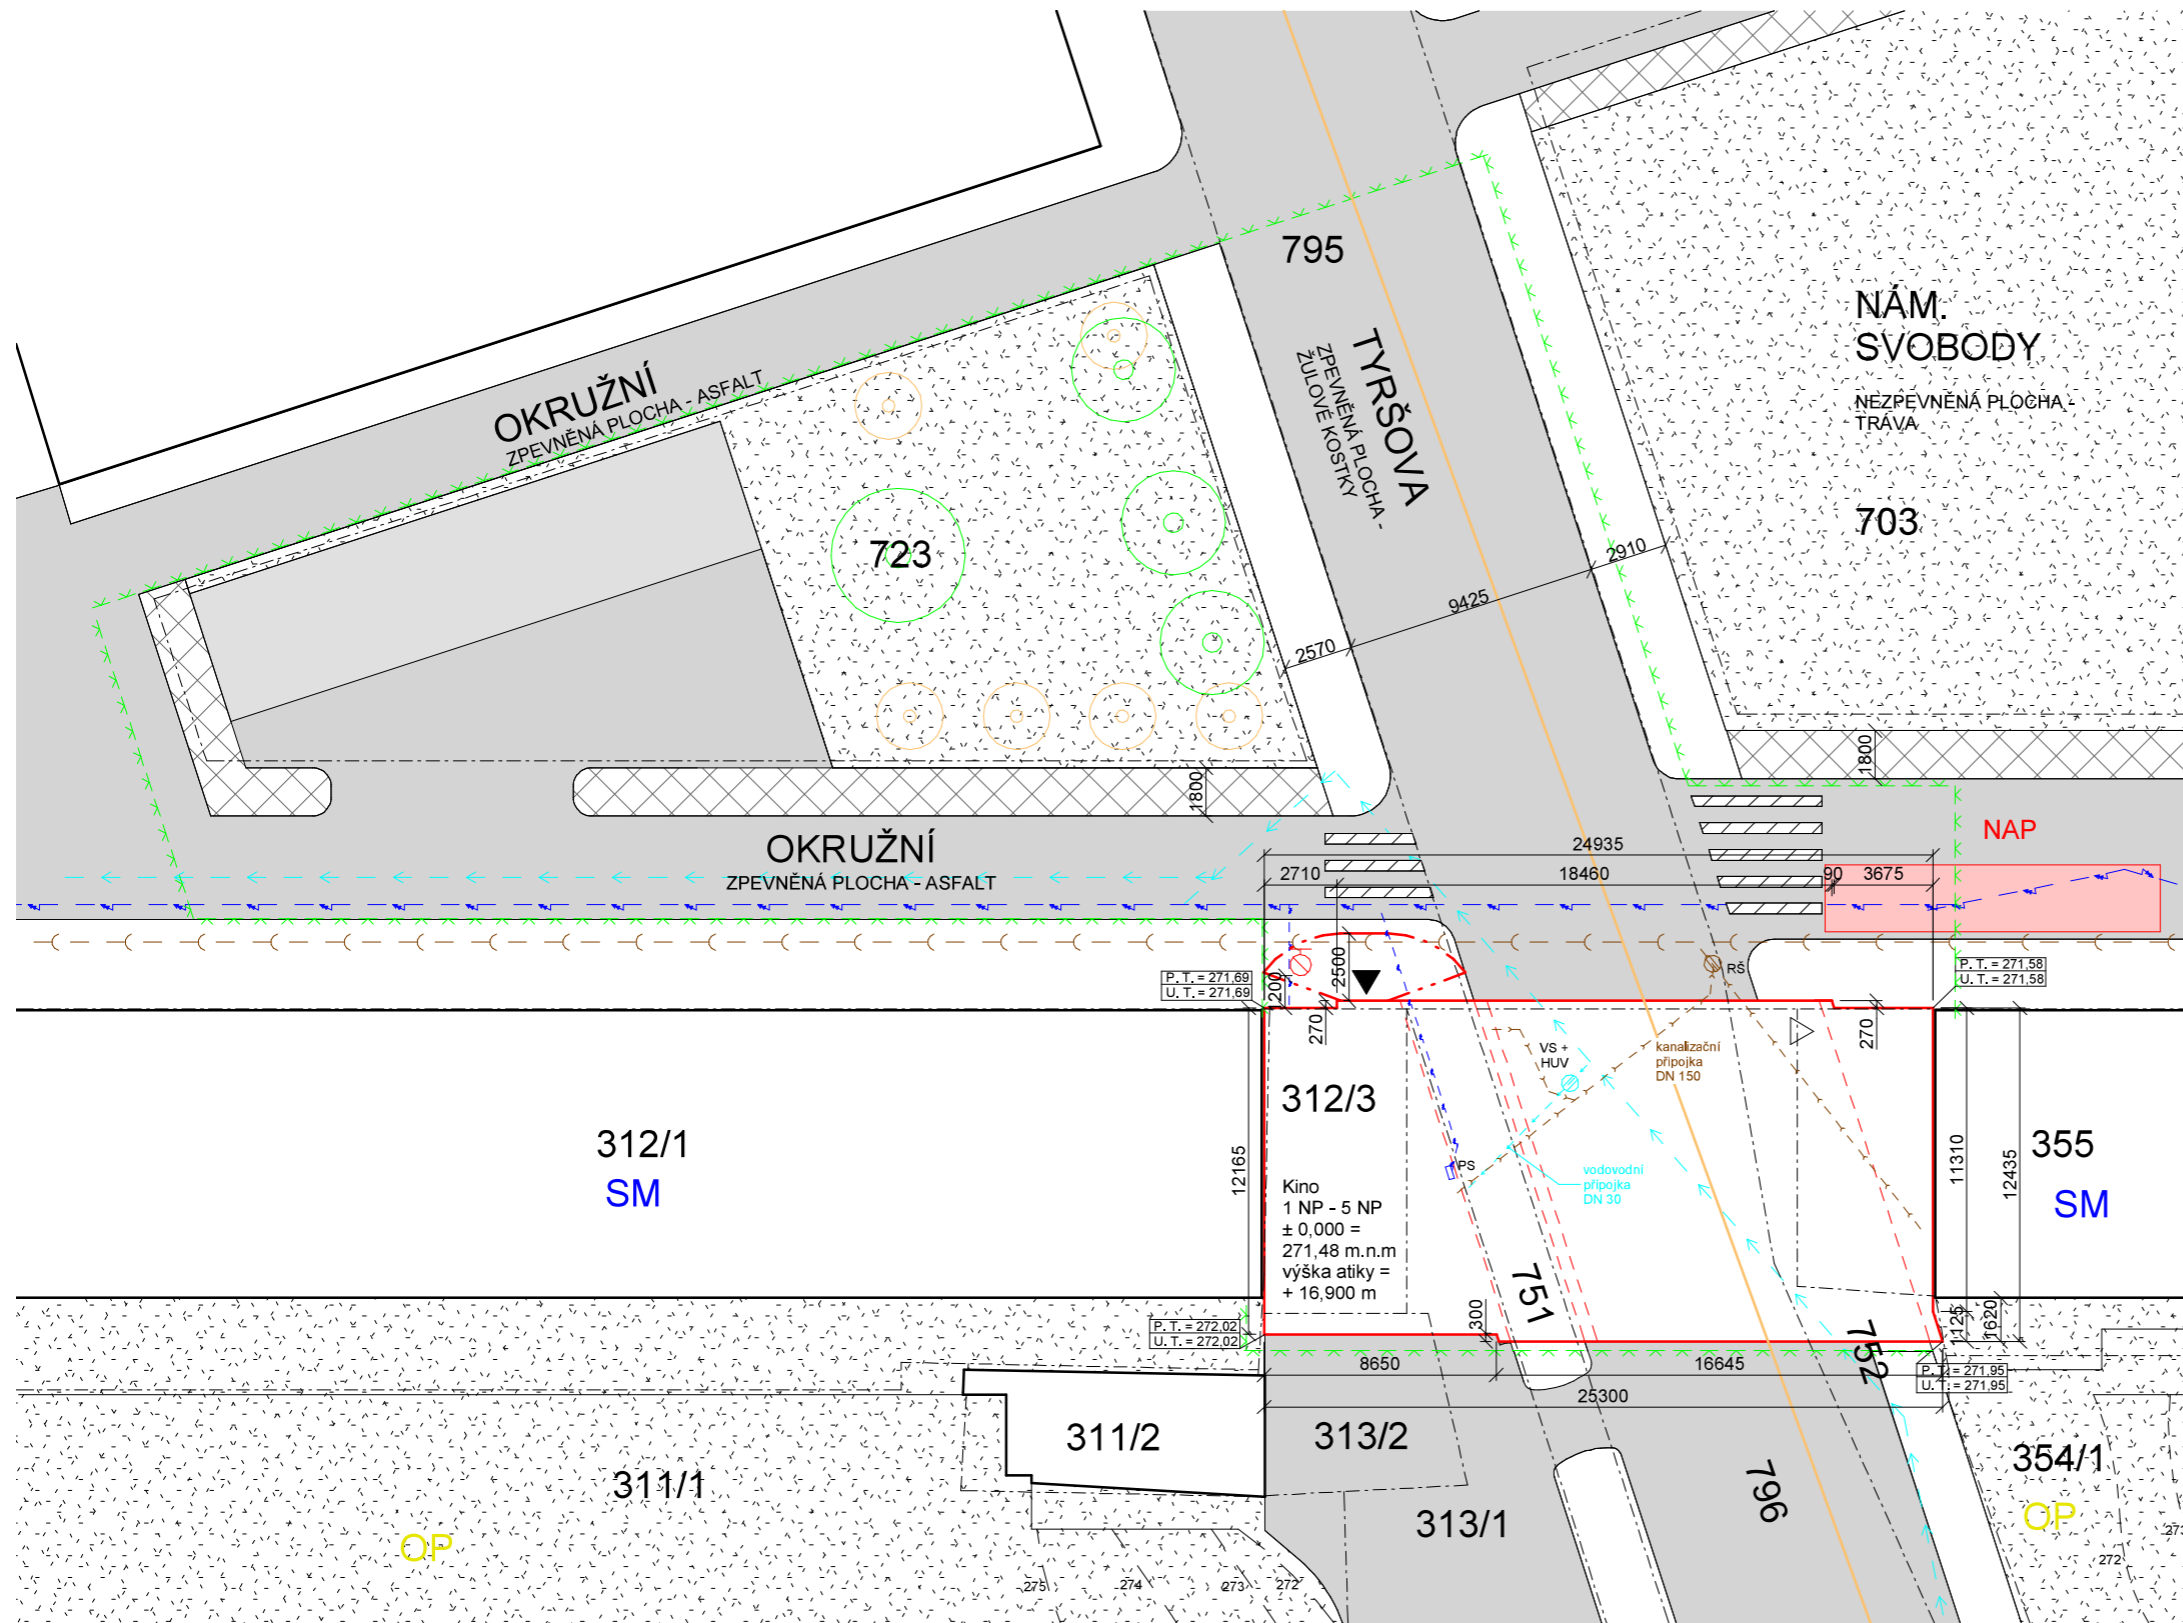 795
NÁM.
SVOBODY
NEZPEVNĚNÁ PLOCHA -
TRÁVA
703
OKRUŽNÍ
ZPEVNĚNÁ PLOCHA - ASFALT
TYRŠOVA
ZPEVNĚNÁ PLOCHA -
ŽULOVÉ KOSTKY
723
2910
9425
2570
1800
1800
OKRUŽNÍ
ZPEVNĚNÁ PLOCHA - ASFALT
NAP
24935
2710
18460
90
3675
P. T. = 271,69
U. T. = 271,69
1200
2500
270
RŠ
P. T. = 271,58
U. T. = 271,58
270
VS +
HUV
kanalizační
přípojka
DN 150
312/3
312/1
SM
12165
PS
vodovodní
přípojka
DN 30
11310
12435
355
SM
Kino
1 NP - 5 NP
± 0,000 =
271,48 m.n.m
výška atiky =
+ 16,900 m
751
300
1125
1620
752
P. T. = 272,02
U. T. = 272,02
8650
16645
P. T. = 271,95
U. T. = 271,95
25300
311/2
313/2
311/1
313/1
796
354/1
OP
OP
275
274
273
272
272